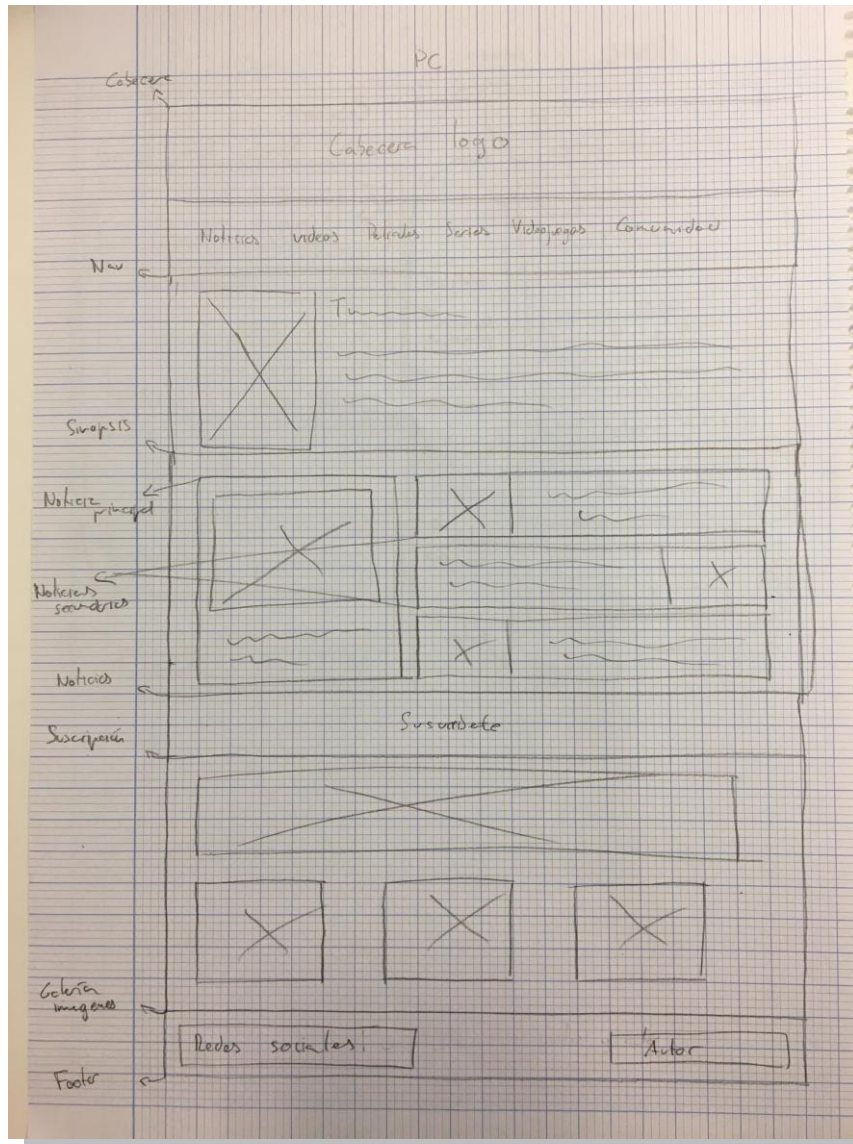 PC
Cabecera
Cabecera logo
Noticias videos Películas Series Videojuegos Comunidad
Nav
Sinopsis
Noticia
principal
Noticias
secundarias
Noticias
Suscribete
Suscripción
Galería
imagenes
Redes sociales
Autor
Footer